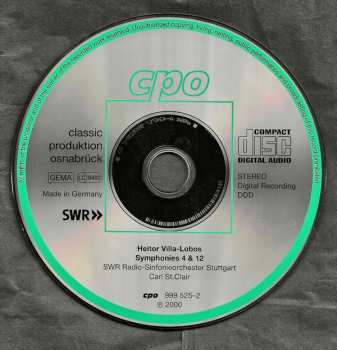 cpo
classic
produktion
osnabrück
GEMA
Made in Germany
SWR>>
COMPACT
disc
DIGITAL AUDIO
STEREO
Digital Recording
DDD
Heitor Villa-Lobos
Symphonies 4 & 12
SWR Radio-Sinfonieorchester Stuttgart
Carl St.Clair
cpo 999 525-2
℗ 2000